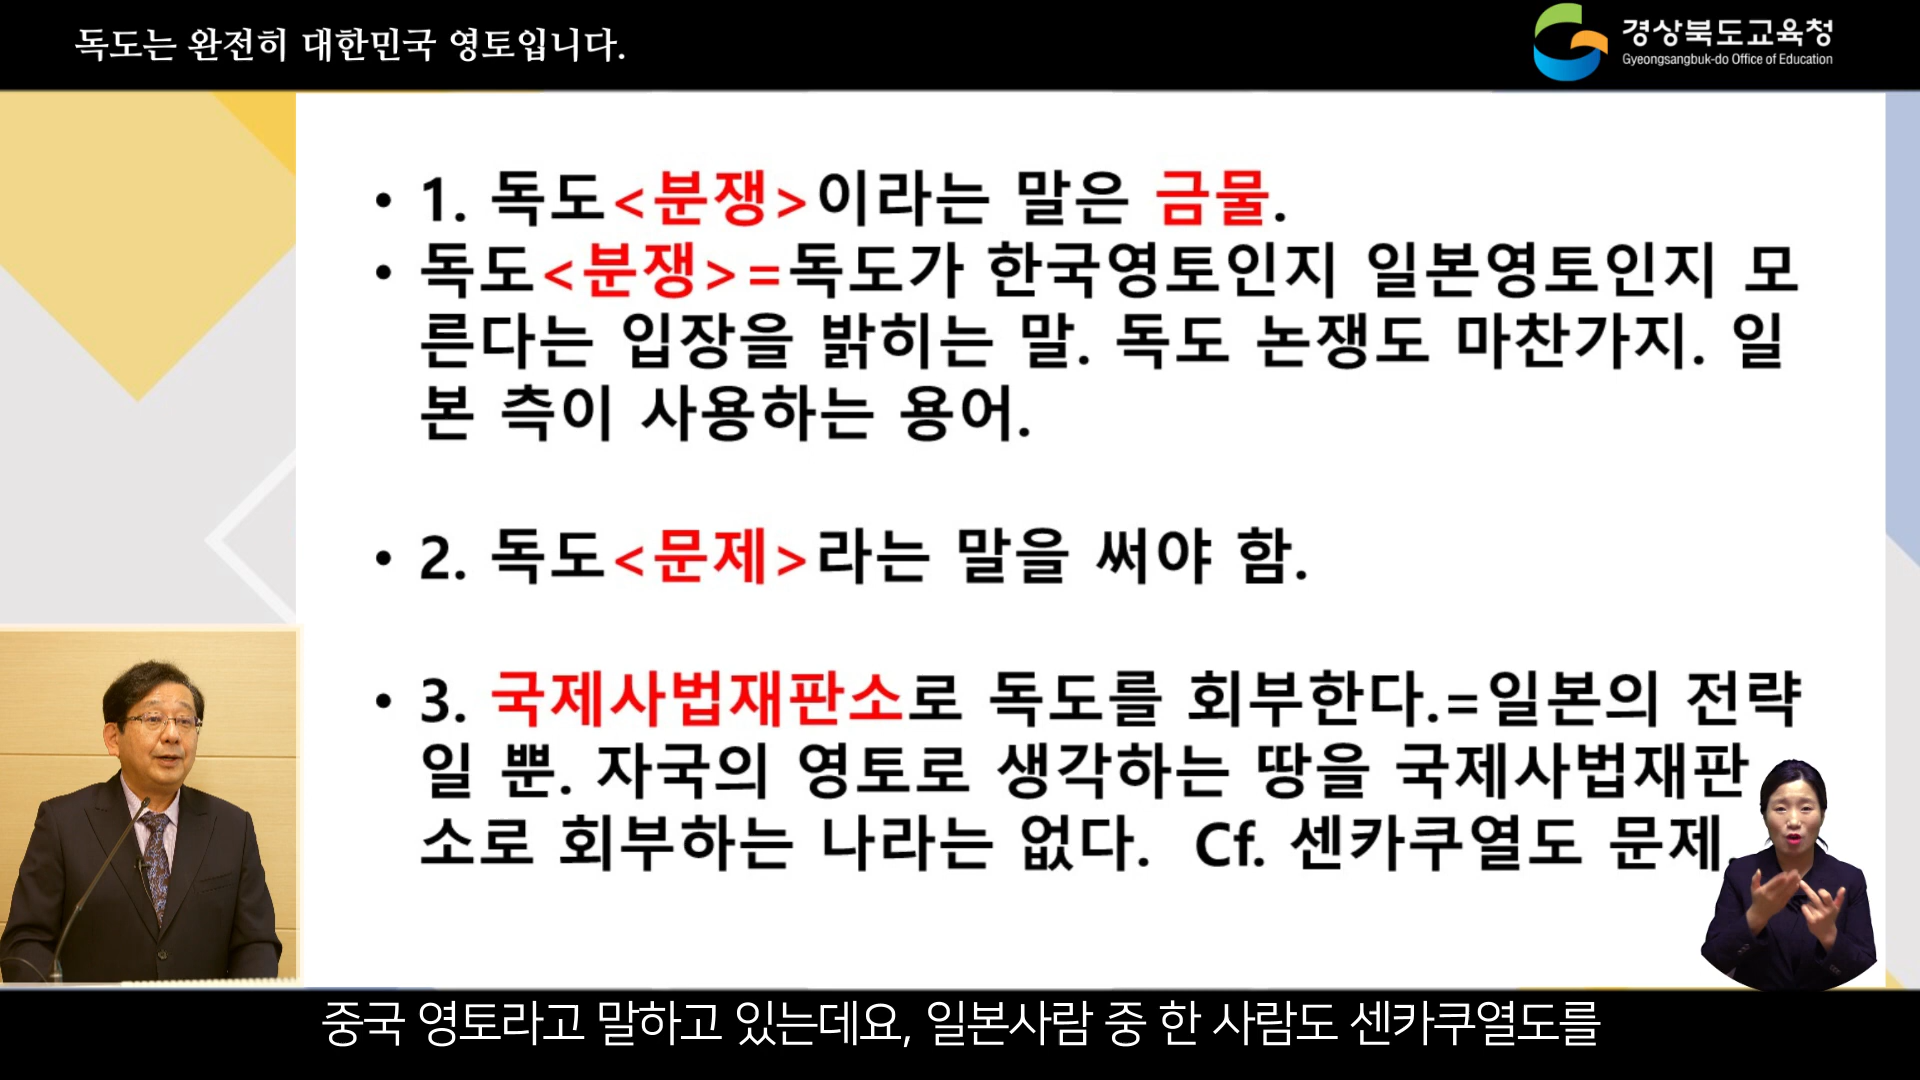 독도는 완전히 대한민국 영토입니다.
경상북도교육청
Gyeongsangbuk-do Office of Education
• 1. 독도<분쟁>이라는 말은 금물.
• 독도<분쟁>=독도가 한국영토인지 일본영토인지 모
른다는 입장을 밝히는 말. 독도 논쟁도 마찬가지. 일
본 측이 사용하는 용어.
• 2. 독도<문제>라는 말을 써야 함.
• 3. 국제사법재판소로 독도를 회부한다.=일본의 전략
일 뿐. 자국의 영토로 생각하는 땅을 국제사법재판
소로 회부하는 나라는 없다. Cf. 센카쿠열도 문제.
중국 영토라고 말하고 있는데요, 일본사람 중 한 사람도 센카쿠열도를